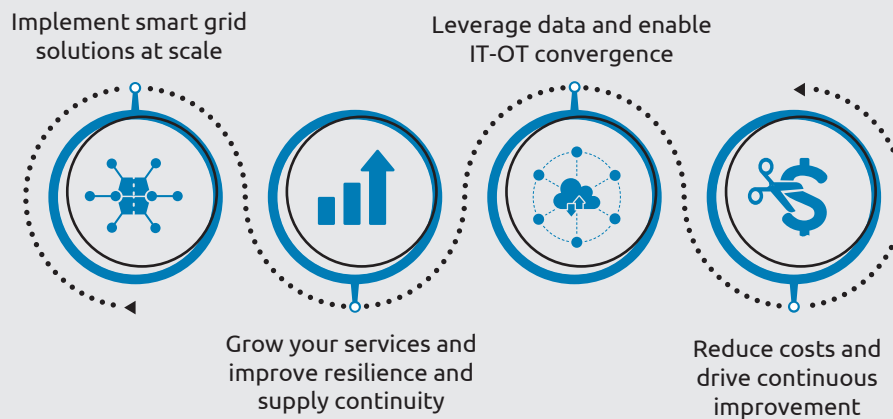 Implement smart grid
solutions at scale
Grow your services and
improve resilience and
supply continuity
Leverage data and enable
IT-OT convergence
Reduce costs and
drive continuous
improvement